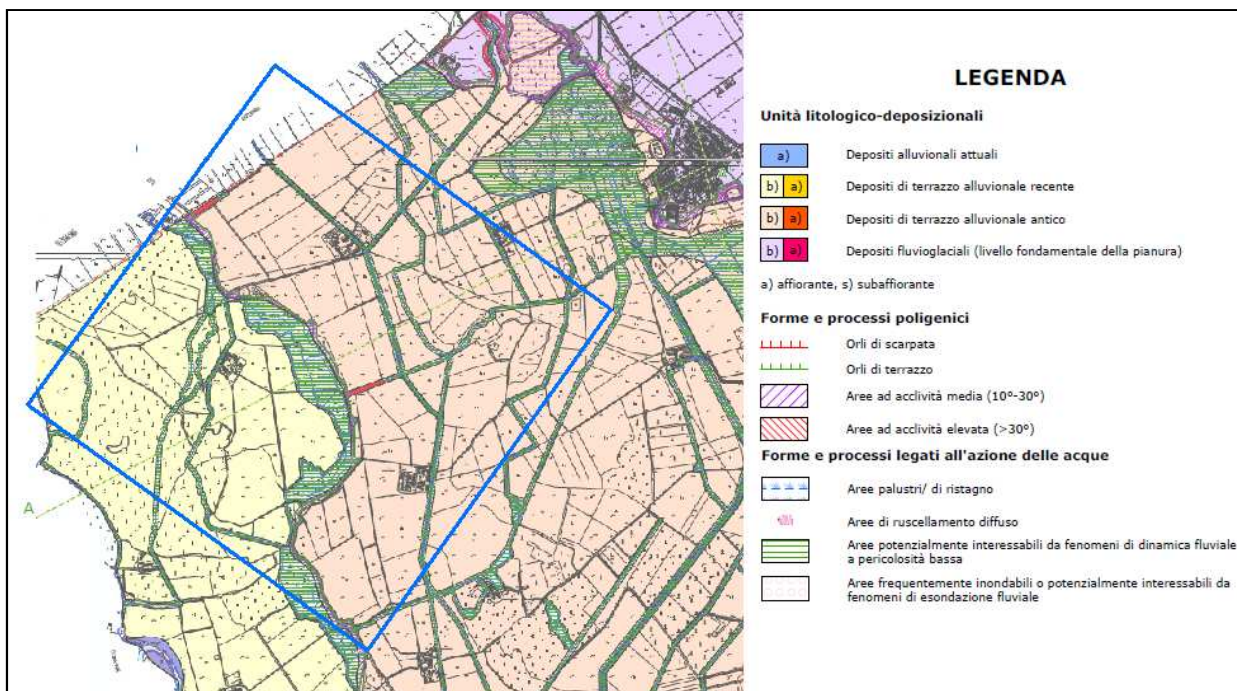 LEGENDA
Unità litologico-deposizionali
a) Depositi alluvionali attuali
b) a) Depositi di terrazzo alluvionale recente
b) a) Depositi di terrazzo alluvionale antico
b) a) Depositi fluvioglaciali (livello fondamentale della pianura)
a) affiorante, s) subaffiorante
Forme e processi poligenici
Orli di scarpata
Orli di terrazzo
Aree ad acclività media (10°-30°)
Aree ad acclività elevata (>30°)
Forme e processi legati all'azione delle acque
Aree palustri/ di ristagno
Aree di ruscellamento diffuso
Aree potenzialmente interessabili da fenomeni di dinamica fluviale
a pericolosità bassa
Aree frequentemente inondabili o potenzialmente interessabili da
fenomeni di esondazione fluviale
A